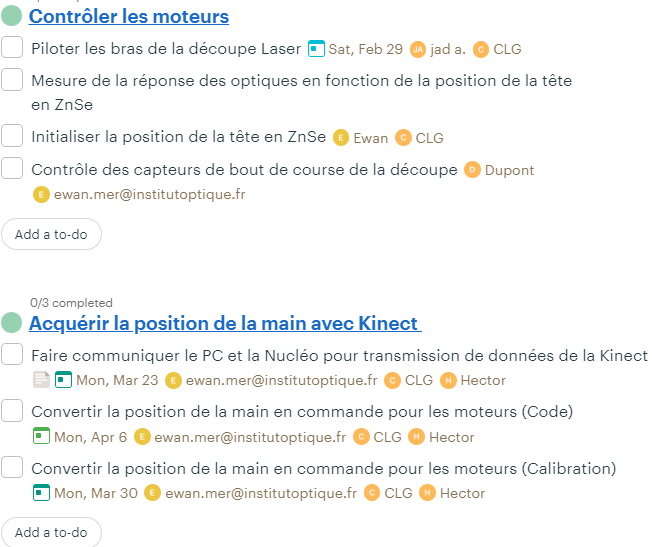 Contrôler les moteurs
Piloter les bras de la découpe Laser Sat, Feb 29 JA jad a. C CLG
Mesure de la réponse des optiques en fonction de la position de la tête
en ZnSe
Initialiser la position de la tête en ZnSe E Ewan C CLG
Contrôle des capteurs de bout de course de la découpe D Dupont
E ewan.mer@institutoptique.fr
Add a to-do
0/3 completed
Acquérir la position de la main avec Kinect
Faire communiquer le PC et la Nucléo pour transmission de données de la Kinect
Mon, Mar 23 E ewan.mer@institutoptique.fr C CLG H Hector
Convertir la position de la main en commande pour les moteurs (Code)
Mon, Apr 6 E ewan.mer@institutoptique.fr C CLG H Hector
Convertir la position de la main en commande pour les moteurs (Calibration)
Mon, Mar 30 E ewan.mer@institutoptique.fr C CLG H Hector
Add a to-do